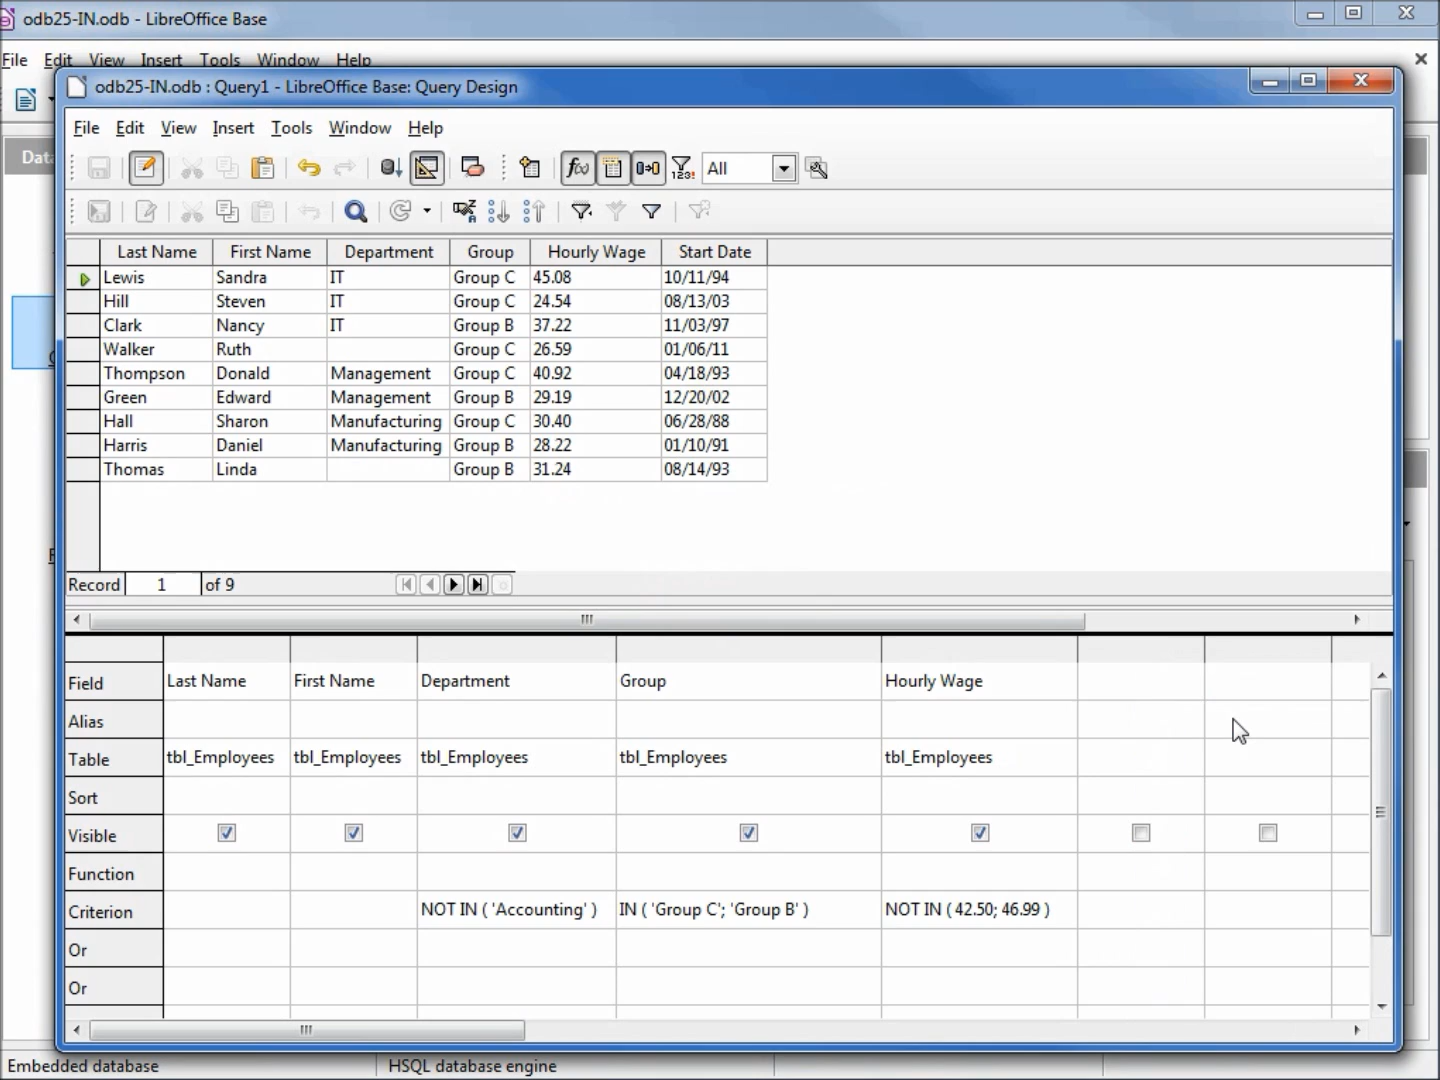 odb25-IN.odb - LibreOffice Base
File Edit View Insert Tools Window Help
odb25-IN.odb : Query1 - LibreOffice Base: Query Design
File Edit View Insert Tools Window Help
f(x) 123! All
Last Name First Name Department Group Hourly Wage Start Date
Lewis Sandra IT Group C 45.08 10/11/94
Hill Steven IT Group C 24.54 08/13/03
Clark Nancy IT Group B 37.22 11/03/97
Walker Ruth Group C 26.59 01/06/11
Thompson Donald Management Group C 40.92 04/18/93
Green Edward Management Group B 29.19 12/20/02
Hall Sharon Manufacturing Group C 30.40 06/28/88
Harris Daniel Manufacturing Group B 28.22 01/10/91
Thomas Linda Group B 31.24 08/14/93
Record 1 of 9
Field Last Name First Name Department Group Hourly Wage
Alias
Table tbl_Employees tbl_Employees tbl_Employees tbl_Employees tbl_Employees
Sort
Visible
Function
Criterion NOT IN ( 'Accounting' ) IN ( 'Group C'; 'Group B' ) NOT IN ( 42.50; 46.99 )
Or
Or
Embedded database HSQL database engine